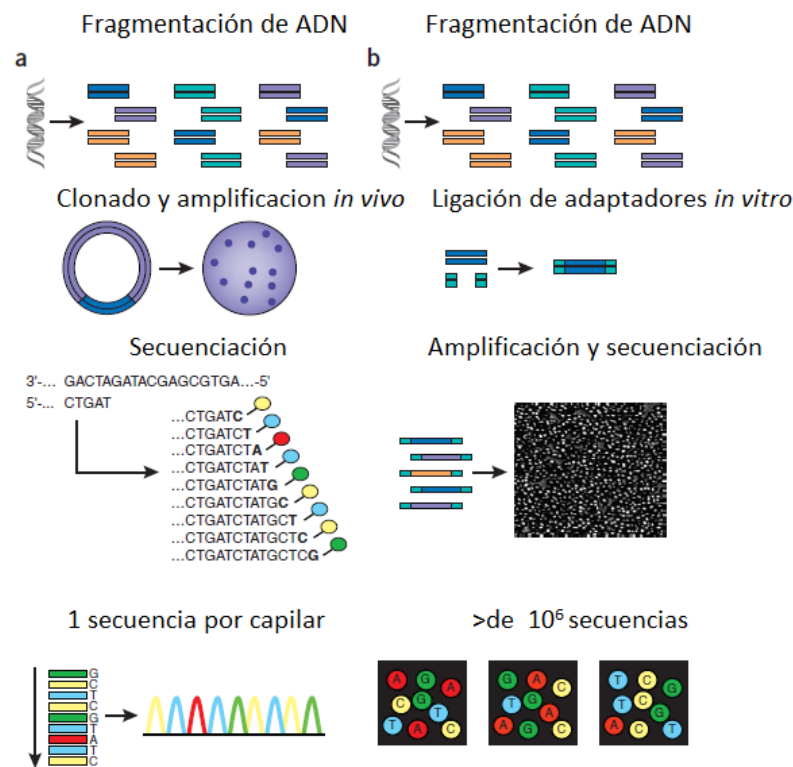 Fragmentación de ADN
Fragmentación de ADN
a
b
Clonado y amplificacion in vivo
Ligación de adaptadores in vitro
Secuenciación
Amplificación y secuenciación
3'-... GACTAGATACGAGCGTGA...-5'
5'-... CTGAT
...CTGATC
...CTGATCT
...CTGATCTA
...CTGATCTAT
...CTGATCTATG
...CTGATCTATGC
...CTGATCTATGCT
...CTGATCTATGCTC
...CTGATCTATGCTCG
1 secuencia por capilar
>de 10⁶ secuencias
G
C
T
C
G
T
A
T
C
A G A
C G T
T A C
G A C
T G A
A G C
T C G
T C G
A C T